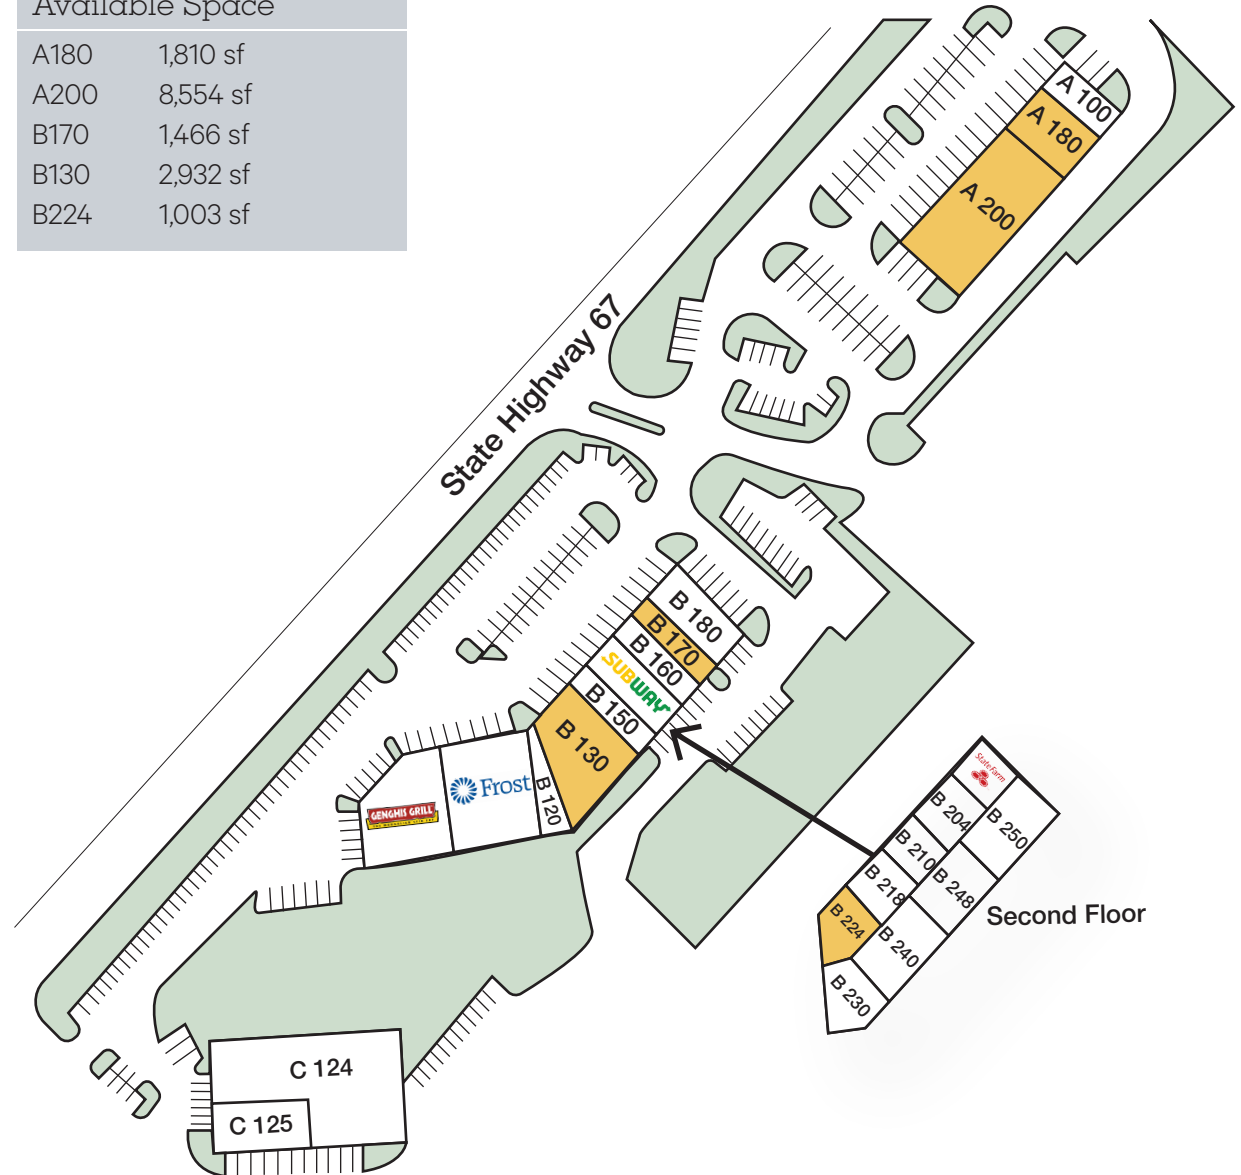 Available Space
A180 1,810 sf
A200 8,554 sf
B170 1,466 sf
B130 2,932 sf
B224 1,003 sf
A 100
A 180
A 200
State Highway 67
B 180
B 170
B 160
SUBWAY
B 150
B 130
B 120
Frost
GENGHIS GRILL
State Farm
B 204
B 250
B 210
B 248
B 218
B 224
B 240
B 230
Second Floor
C 124
C 125